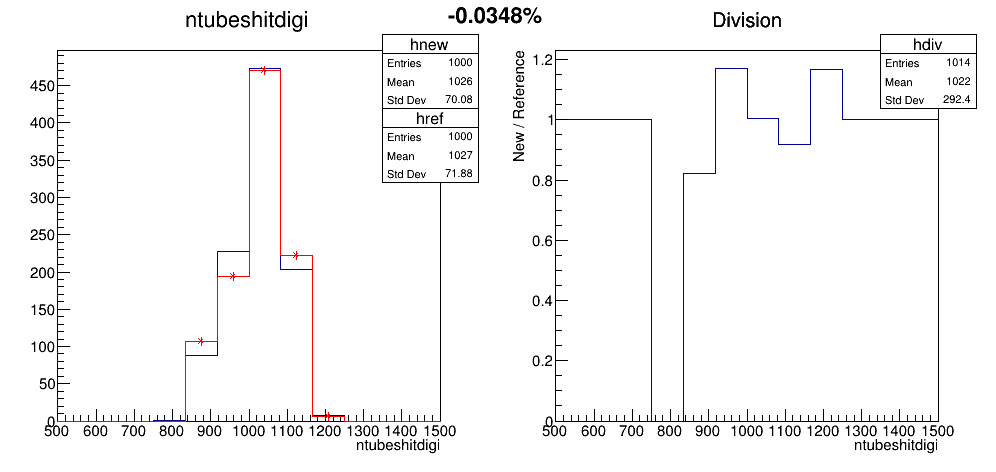 ntubeshitdigi
-0.0348%
Division
hnew
Entries 1000
Mean 1026
Std Dev 70.08
href
Entries 1000
Mean 1027
Std Dev 71.88
450
400
350
300
250
200
150
100
50
0
500 600 700 800 900 1000 1100 1200 1300 1400 1500
ntubeshitdigi
hdiv
Entries 1014
Mean 1022
Std Dev 292.4
New / Reference
1.2
1
0.8
0.6
0.4
0.2
0
500 600 700 800 900 1000 1100 1200 1300 1400 1500
ntubeshitdigi